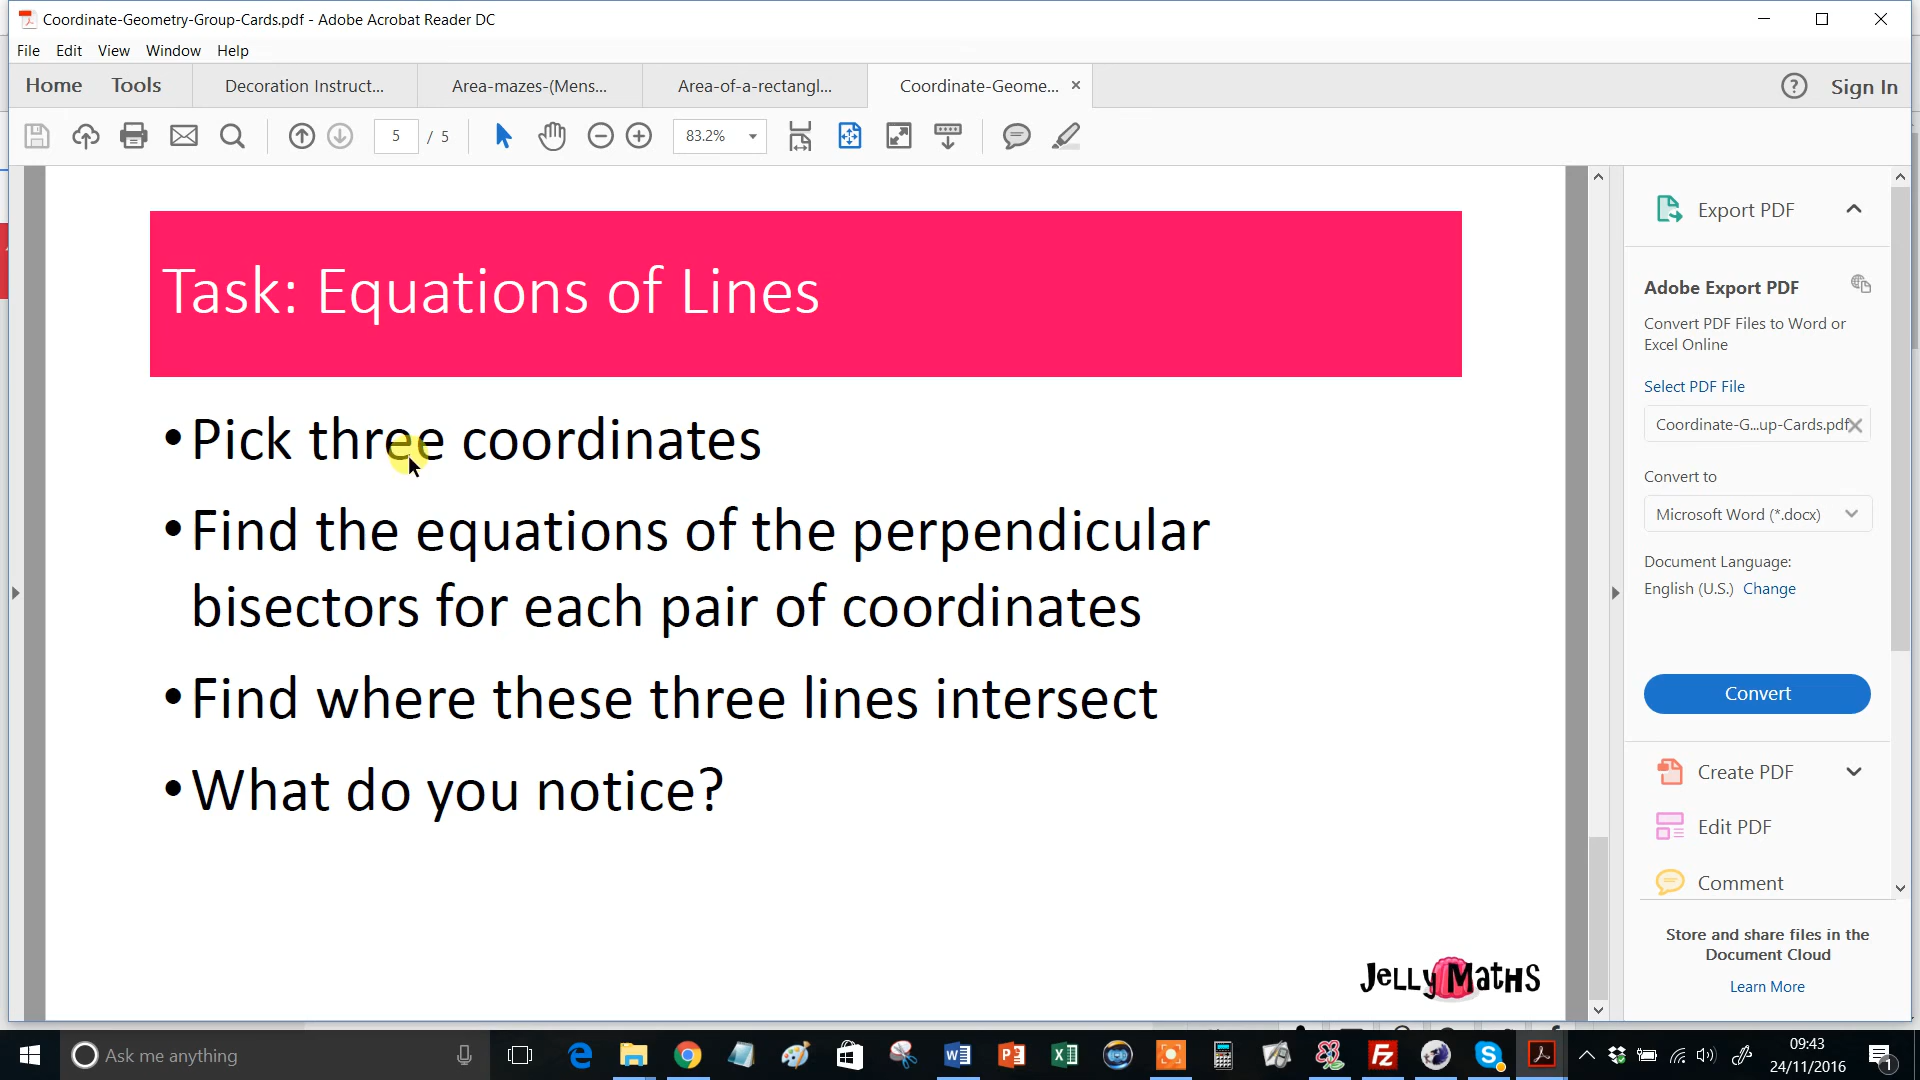 Coordinate-Geometry-Group-Cards.pdf - Adobe Acrobat Reader DC
File Edit View Window Help
Home Tools Decoration Instruct... Area-mazes-(Mens... Area-of-a-rectangl... Coordinate-Geome... Sign In
5 / 5 83.2%
Task: Equations of Lines
•Pick three coordinates
•Find the equations of the perpendicular
bisectors for each pair of coordinates
•Find where these three lines intersect
•What do you notice?
Jelly Maths
Export PDF
Adobe Export PDF
Convert PDF Files to Word or
Excel Online
Select PDF File
Coordinate-G...up-Cards.pdf
Convert to
Microsoft Word (*.docx)
Document Language:
English (U.S.) Change
Convert
Create PDF
Edit PDF
Comment
Store and share files in the
Document Cloud
Learn More
Ask me anything
09:43
24/11/2016
1